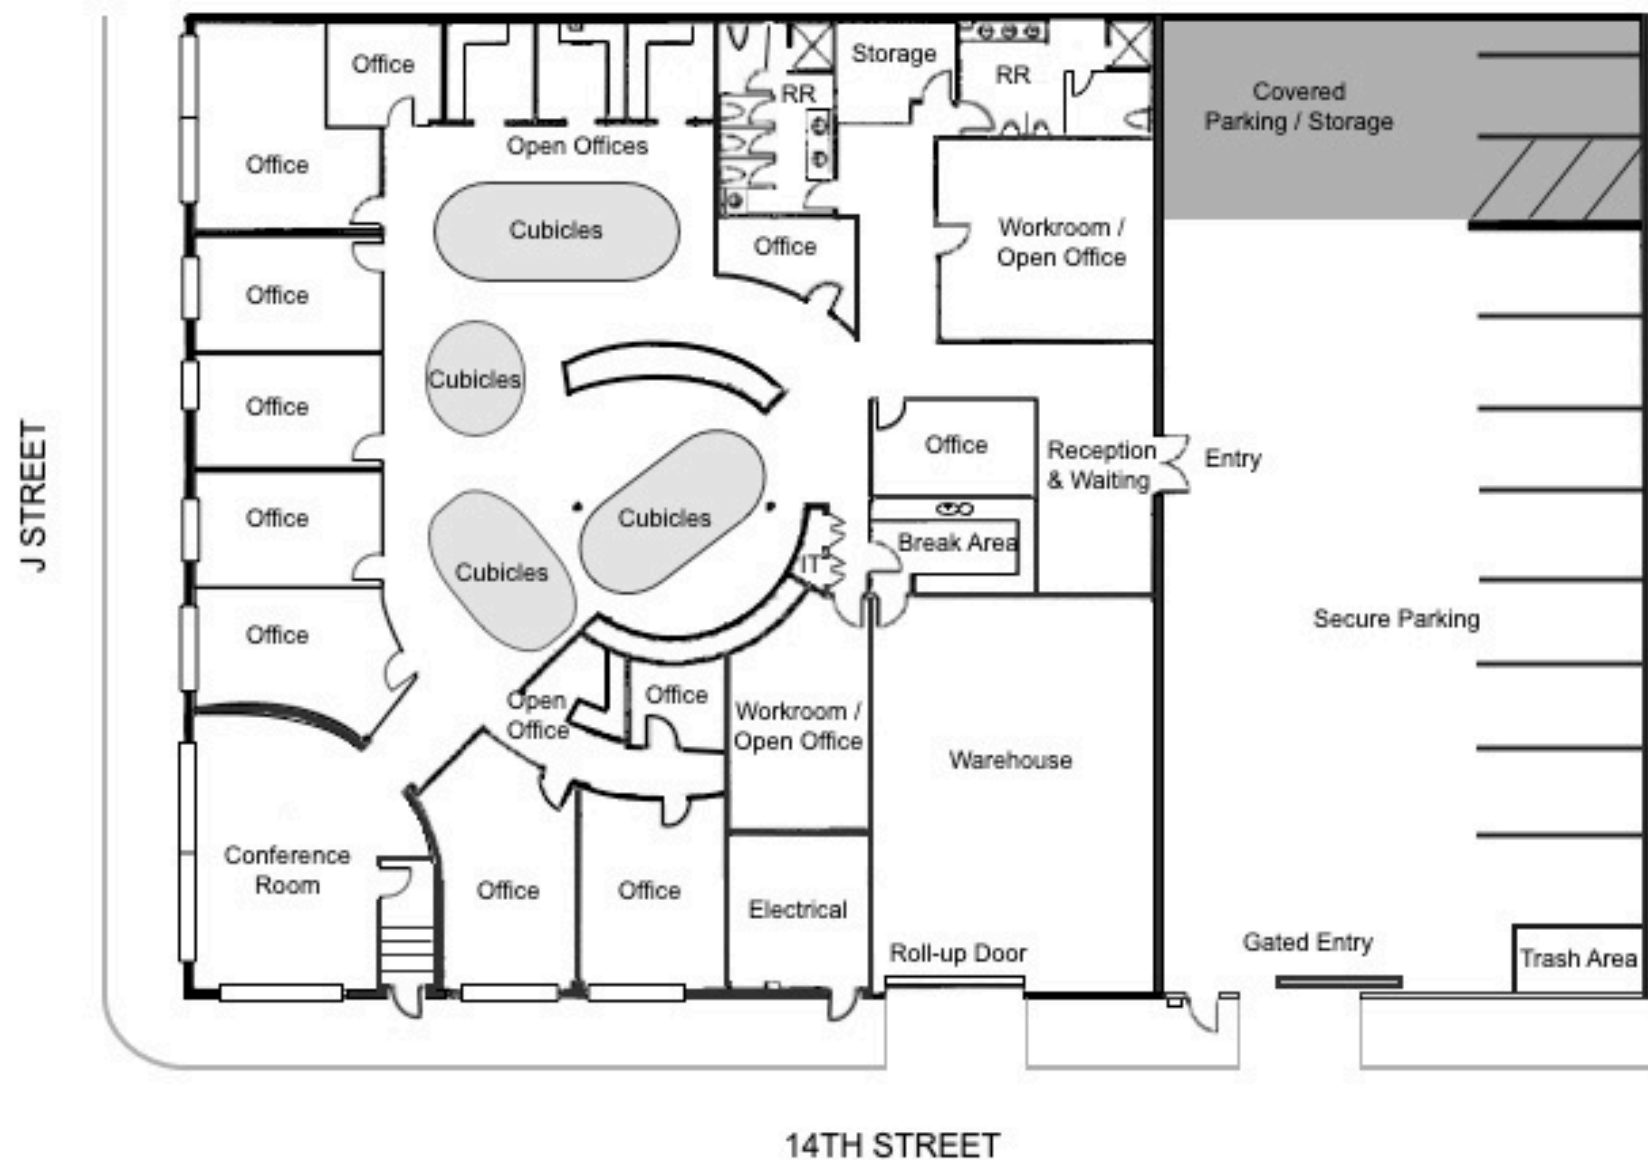 Office
Storage
RR
RR
Covered
Parking / Storage
Open Offices
Office
Cubicles
Office
Workroom /
Open Office
Office
Cubicles
Office
Office
Reception
& Waiting
Entry
J STREET
Office
Cubicles
Break Area
IT
Cubicles
Office
Secure Parking
Open
Office
Office
Workroom /
Open Office
Warehouse
Conference
Room
Office
Office
Electrical
Roll-up Door
Gated Entry
Trash Area
14TH STREET